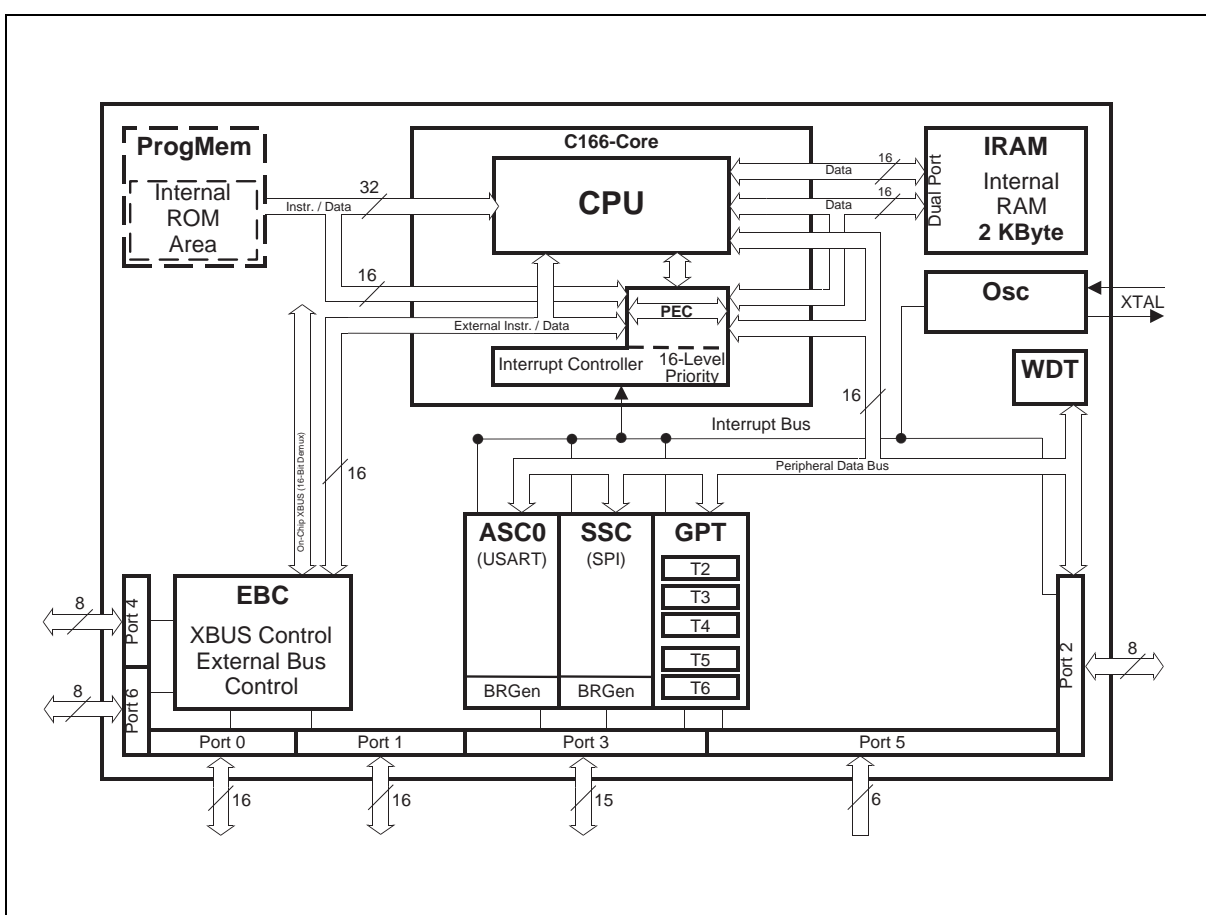 C166-Core
ProgMem
Internal
ROM
Area
32
Instr. / Data
CPU
16
Data
16
Data
Dual Port
IRAM
Internal
RAM
2 KByte
16
PEC
External Instr. / Data
Interrupt Controller
16-Level
Priority
Osc
XTAL
WDT
16
Interrupt Bus
Peripheral Data Bus
On-Chip XBUS (16-Bit Demux)
16
ASC0
(USART)
BRGen
SSC
(SPI)
BRGen
GPT
T2
T3
T4
T5
T6
EBC
XBUS Control
External Bus
Control
8
Port 4
8
Port 6
Port 2
8
Port 0
Port 1
Port 3
Port 5
16
16
15
6